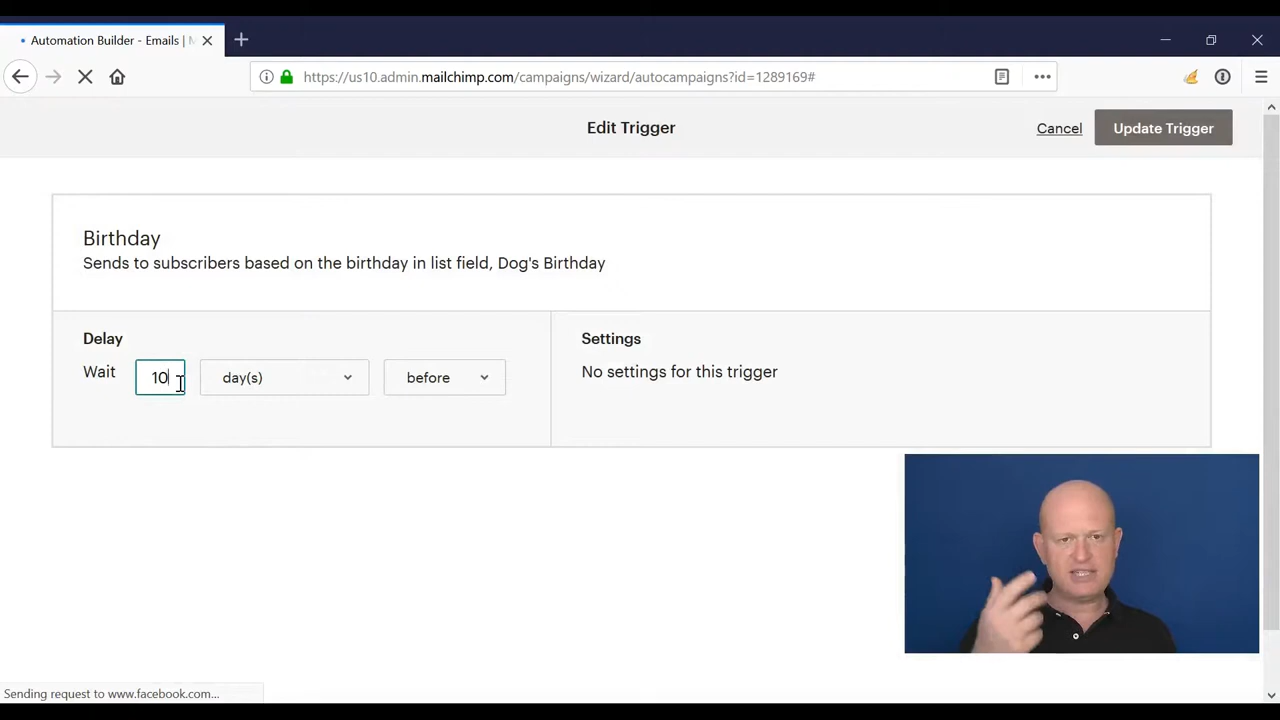 Automation Builder - Emails |
https://us10.admin.mailchimp.com/campaigns/wizard/autocampaigns?id=1289169#
Edit Trigger
Cancel
Update Trigger
Birthday
Sends to subscribers based on the birthday in list field, Dog's Birthday
Delay
Wait 10 day(s) before
Settings
No settings for this trigger
Sending request to www.facebook.com...